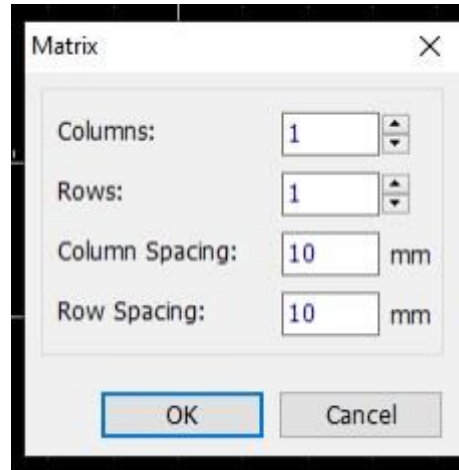 Matrix
Columns: 1
Rows: 1
Column Spacing: 10 mm
Row Spacing: 10 mm
OK Cancel